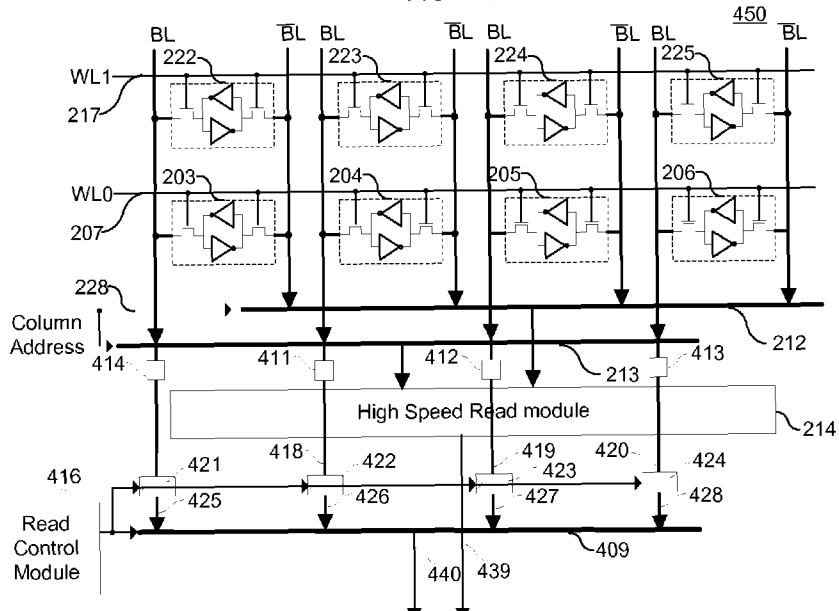 450
BL BL BL BL BL BL BL BL
222 223 224 225
WL1
217
203 204 205 206
WL0
207
228
Column
Address
212
414 411 412 413
213
High Speed Read module
214
418 419 420
421 422 423 424
416
425 426 427 428
Read
Control
Module
409
440 439